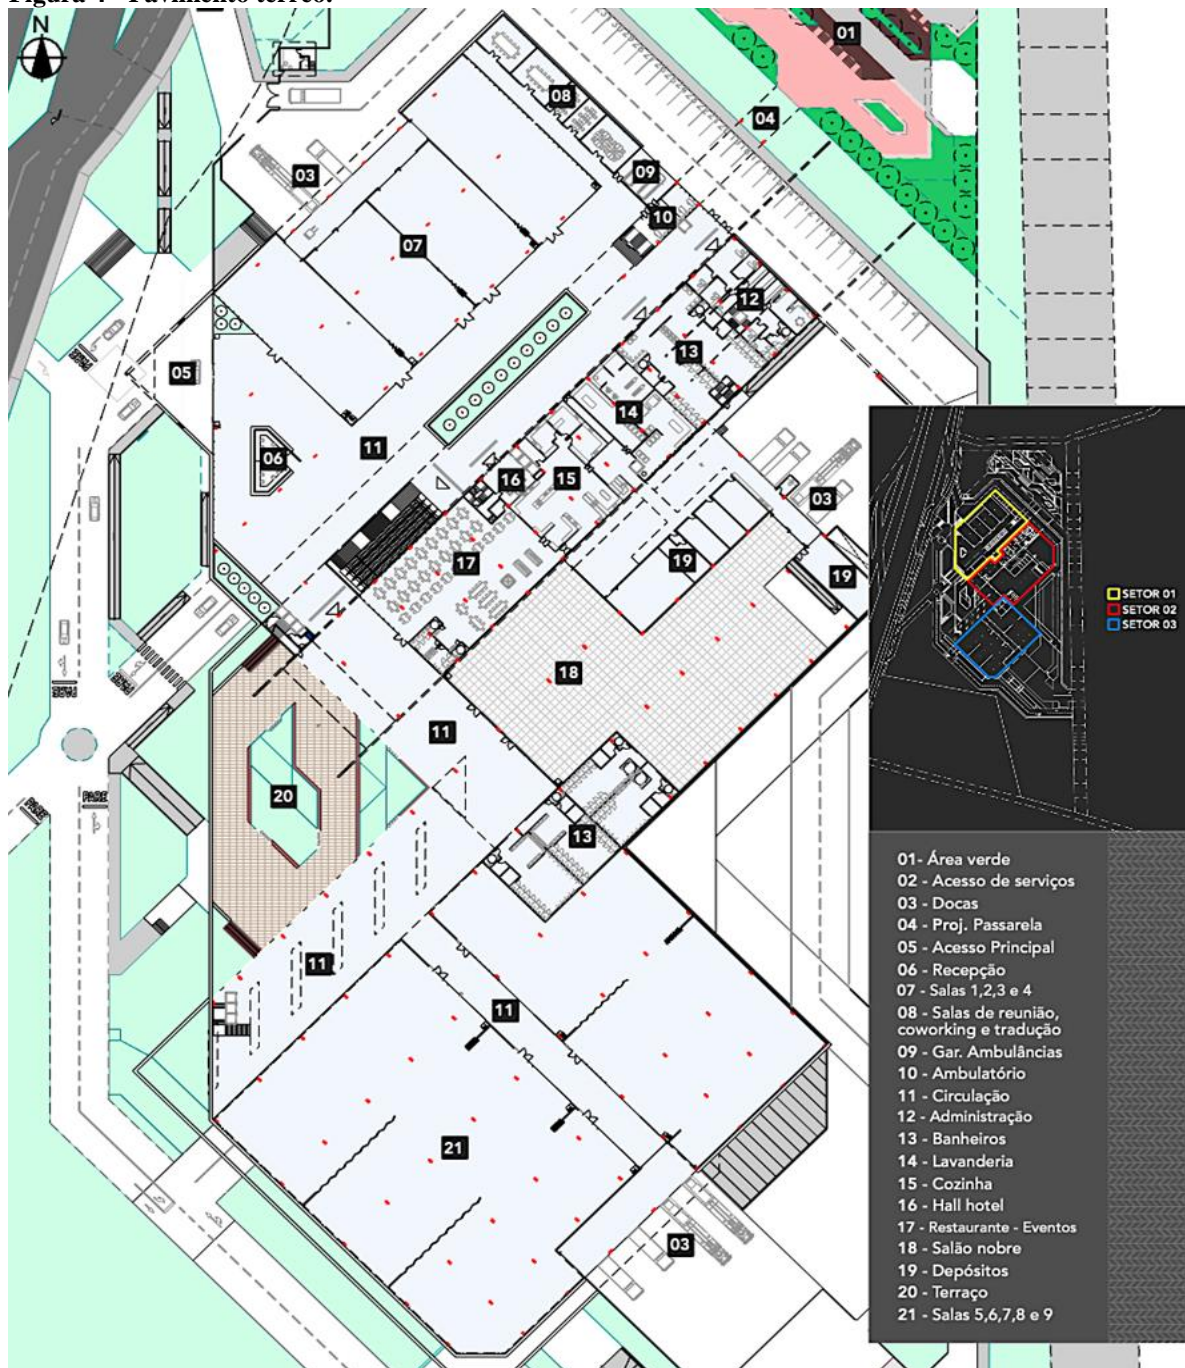 Figura 4 - Pavimento térreo.
N
01
08
04
03
09
10
07
12
13
05
14
11
06
16
15
03
17
19
19
SETOR 01
SETOR 02
SETOR 03
18
11
20
PARE
13
11
11
21
03
01- Área verde
02 - Acesso de serviços
03 - Docas
04 - Proj. Passarela
05 - Acesso Principal
06 - Recepção
07 - Salas 1,2,3 e 4
08 - Salas de reunião,
coworking e tradução
09 - Gar. Ambulâncias
10 - Ambulatório
11 - Circulação
12 - Administração
13 - Banheiros
14 - Lavanderia
15 - Cozinha
16 - Hall hotel
17 - Restaurante - Eventos
18 - Salão nobre
19 - Depósitos
20 - Terraço
21 - Salas 5,6,7,8 e 9